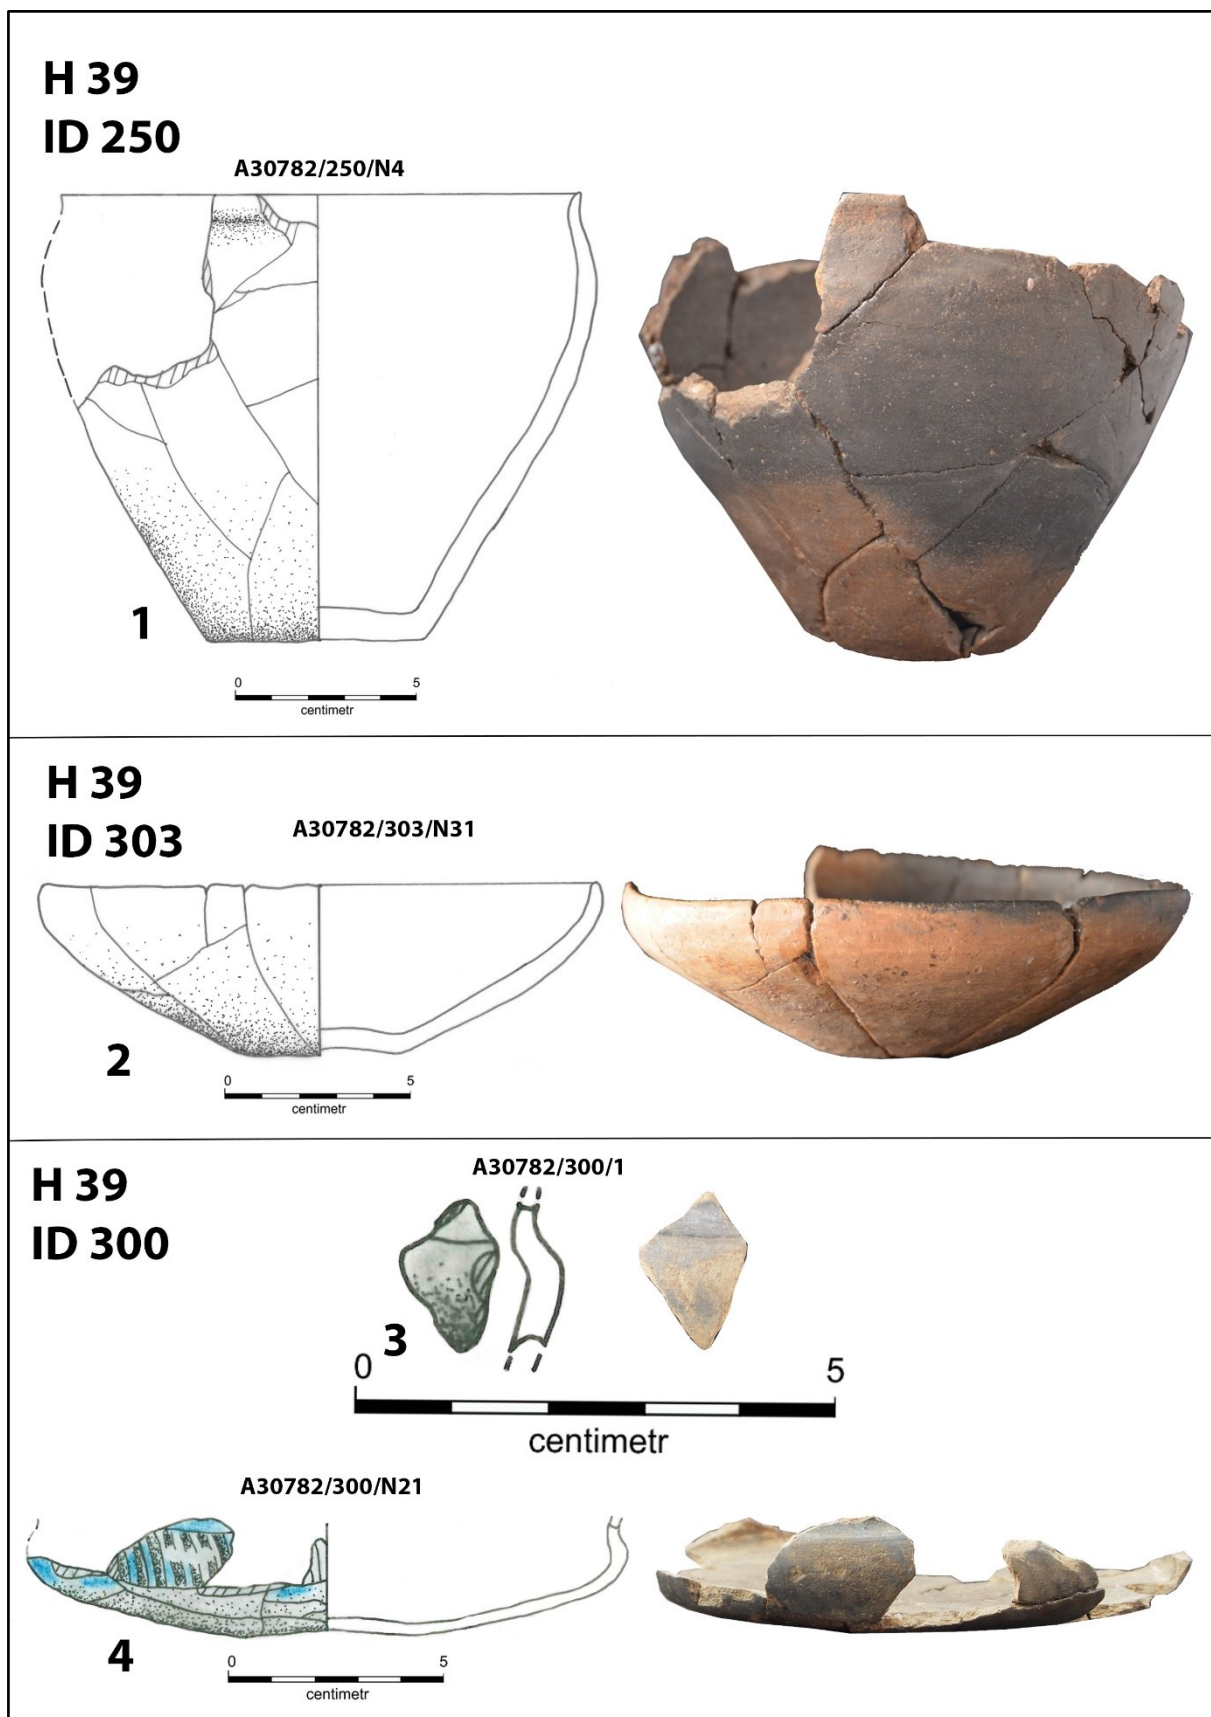 H 39
ID 250
A30782/250/N4
1
0 5
centimetr
H 39
ID 303
A30782/303/N31
2
0 5
centimetr
H 39
ID 300
A30782/300/1
3
0 5
centimetr
A30782/300/N21
4
0 5
centimetr